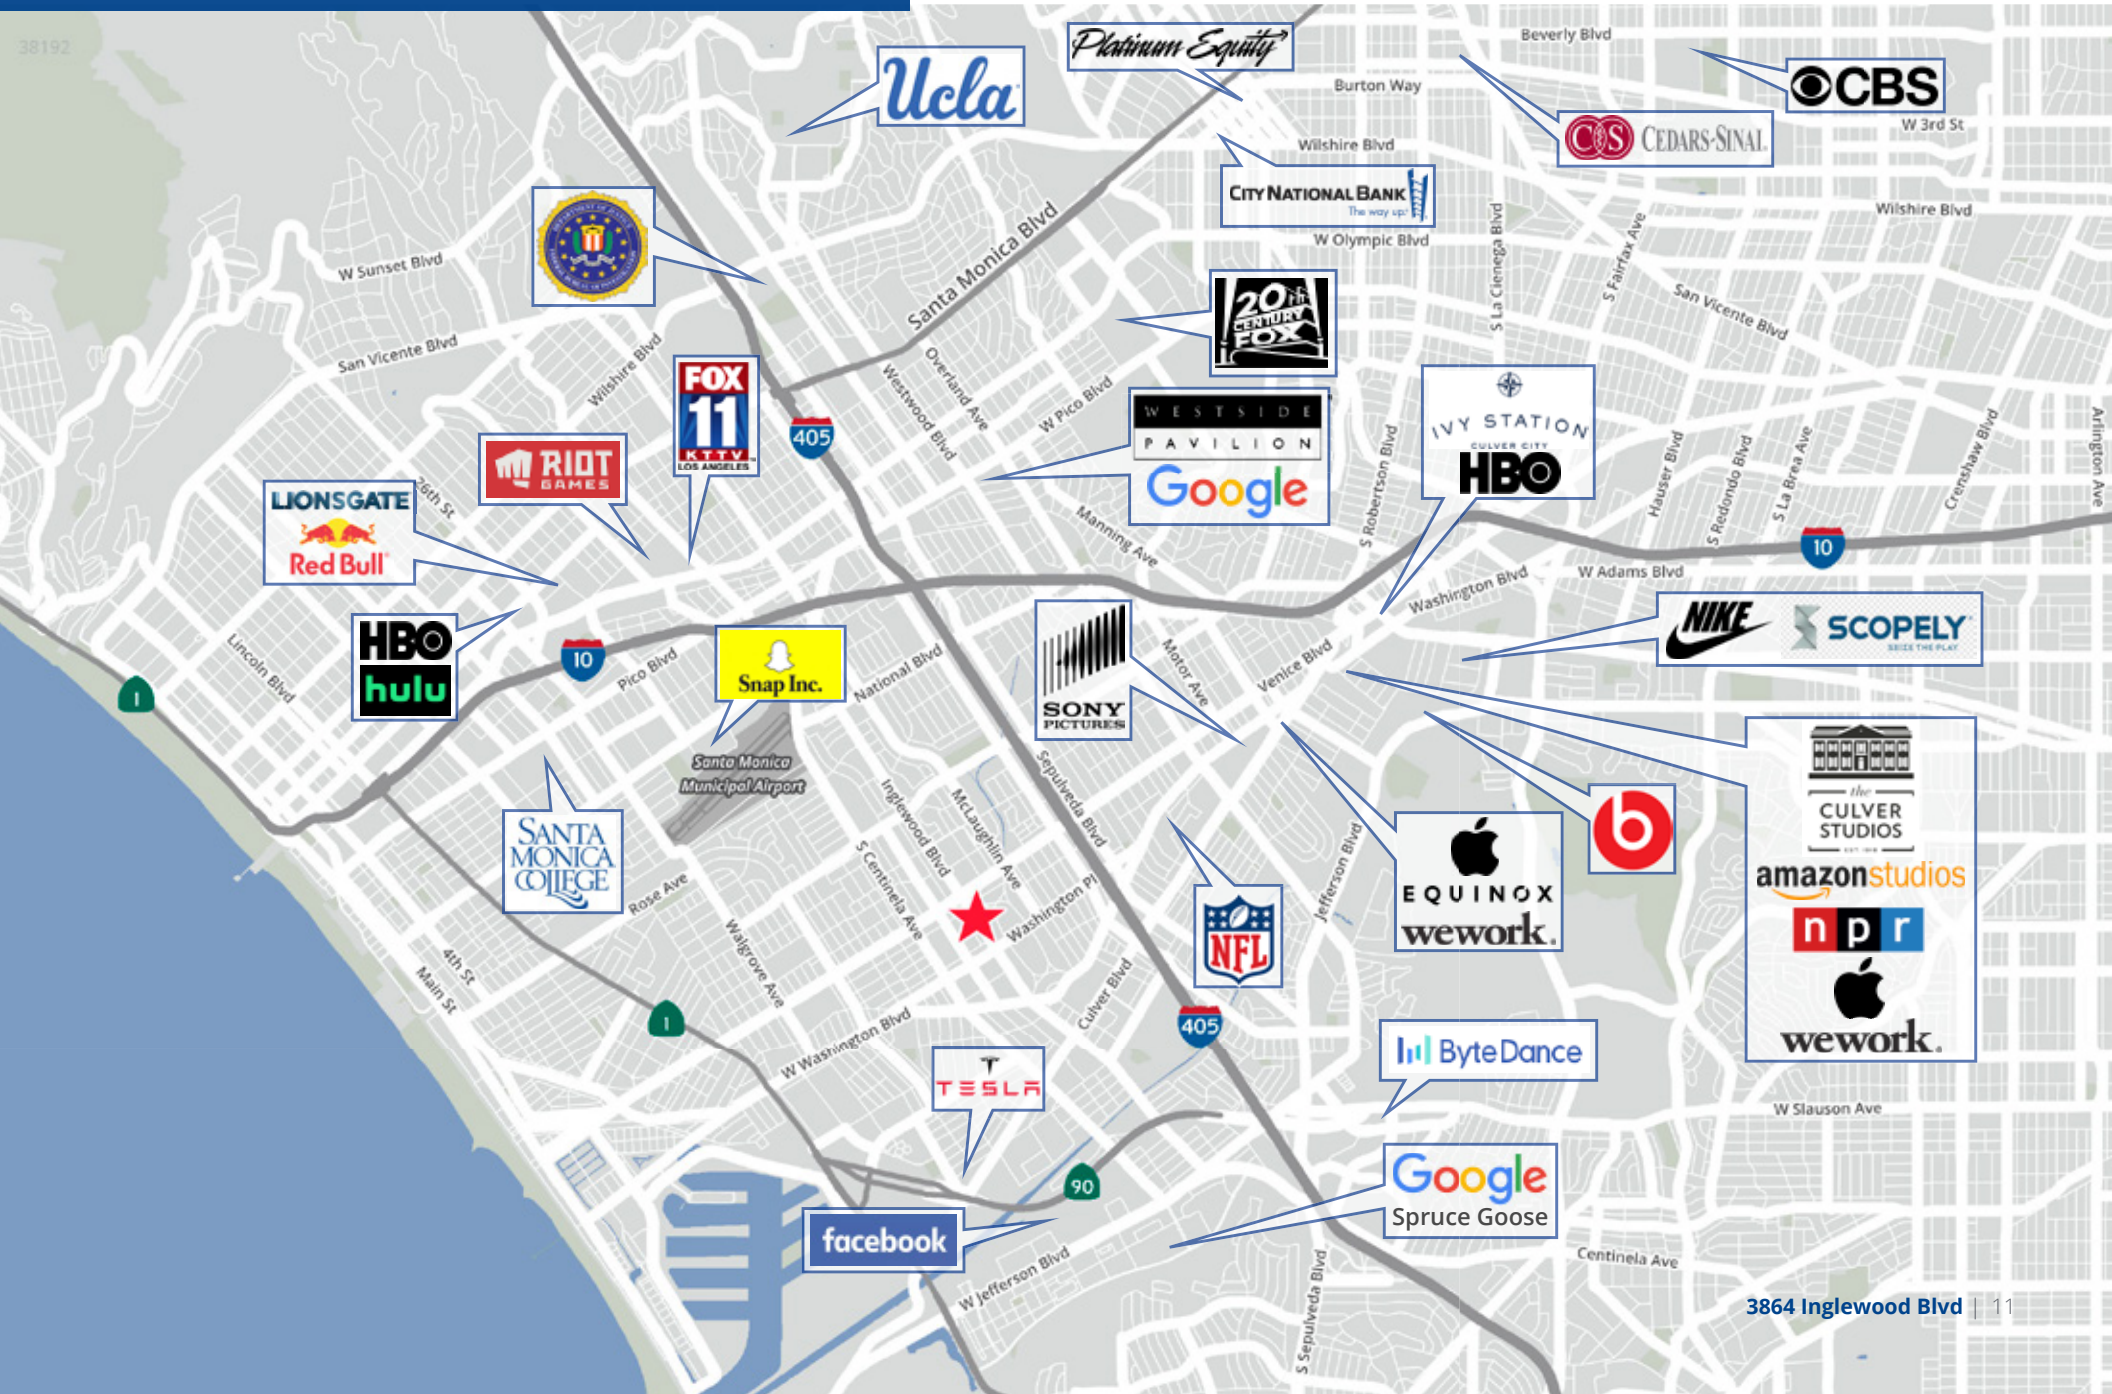 38192
Platinum Equity
Beverly Blvd
Ucla
Burton Way
CBS
W 3rd St
CEDARS-SINAI
Wilshire Blvd
CITY NATIONAL BANK
The way up.
Wilshire Blvd
W Olympic Blvd
S La Cienega Blvd
S Fairfax Ave
San Vicente Blvd
Santa Monica Blvd
W Sunset Blvd
San Vicente Blvd
Wilshire Blvd
20th
CENTURY
FOX
FOX
11
KTTV
LOS ANGELES
405
Westwood Blvd
Overland Ave
W Pico Blvd
WESTSIDE
PAVILION
Google
IVY STATION
CULVER CITY
HBO
S Robertson Blvd
Hauser Blvd
S Redondo Blvd
S La Brea Ave
Crenshaw Blvd
Arlington Ave
RIOT
GAMES
26th St
LIONSGATE
Red Bull
Manning Ave
10
W Adams Blvd
Washington Blvd
HBO
hulu
Lincoln Blvd
1
10
Pico Blvd
Snap Inc.
National Blvd
SONY
PICTURES
Motor Ave
Venice Blvd
NIKE
SCOPELY
SEIZE THE PLAY
Santa Monica
Municipal Airport
Sepulveda Blvd
Inglewood Blvd
McLaughlin Ave
S Centinela Ave
Washington Pl
SANTA
MONICA
COLLEGE
Rose Ave
Walgrove Ave
4th St
Main St
NFL
Jefferson Blvd
EQUINOX
wework.
b
the
CULVER
STUDIOS
EST. 1918
amazonstudios
npr
wework.
Culver Blvd
405
1
W Washington Blvd
TESLA
ByteDance
W Slauson Ave
90
Google
Spruce Goose
facebook
W Jefferson Blvd
S Sepulveda Blvd
Centinela Ave
3864 Inglewood Blvd | 11